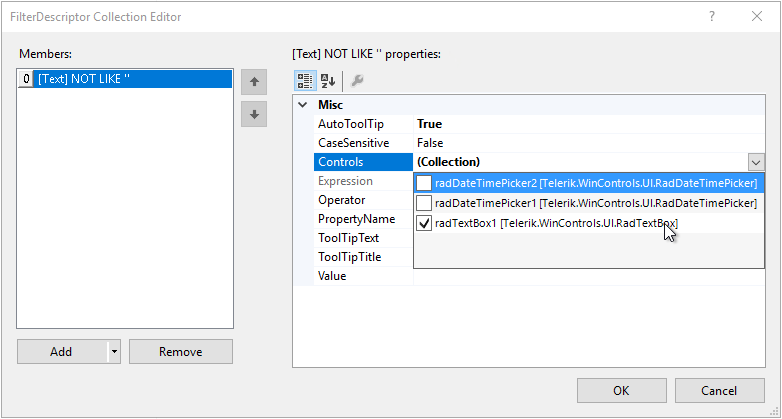 FilterDescriptor Collection Editor
?
Members:
0 [Text] NOT LIKE ''
Add
Remove
[Text] NOT LIKE '' properties:
Misc
AutoToolTip True
CaseSensitive False
Controls (Collection)
Expression
radDateTimePicker2 [Telerik.WinControls.UI.RadDateTimePicker]
Operator
radDateTimePicker1 [Telerik.WinControls.UI.RadDateTimePicker]
PropertyName
radTextBox1 [Telerik.WinControls.UI.RadTextBox]
ToolTipText
ToolTipTitle
Value
OK
Cancel